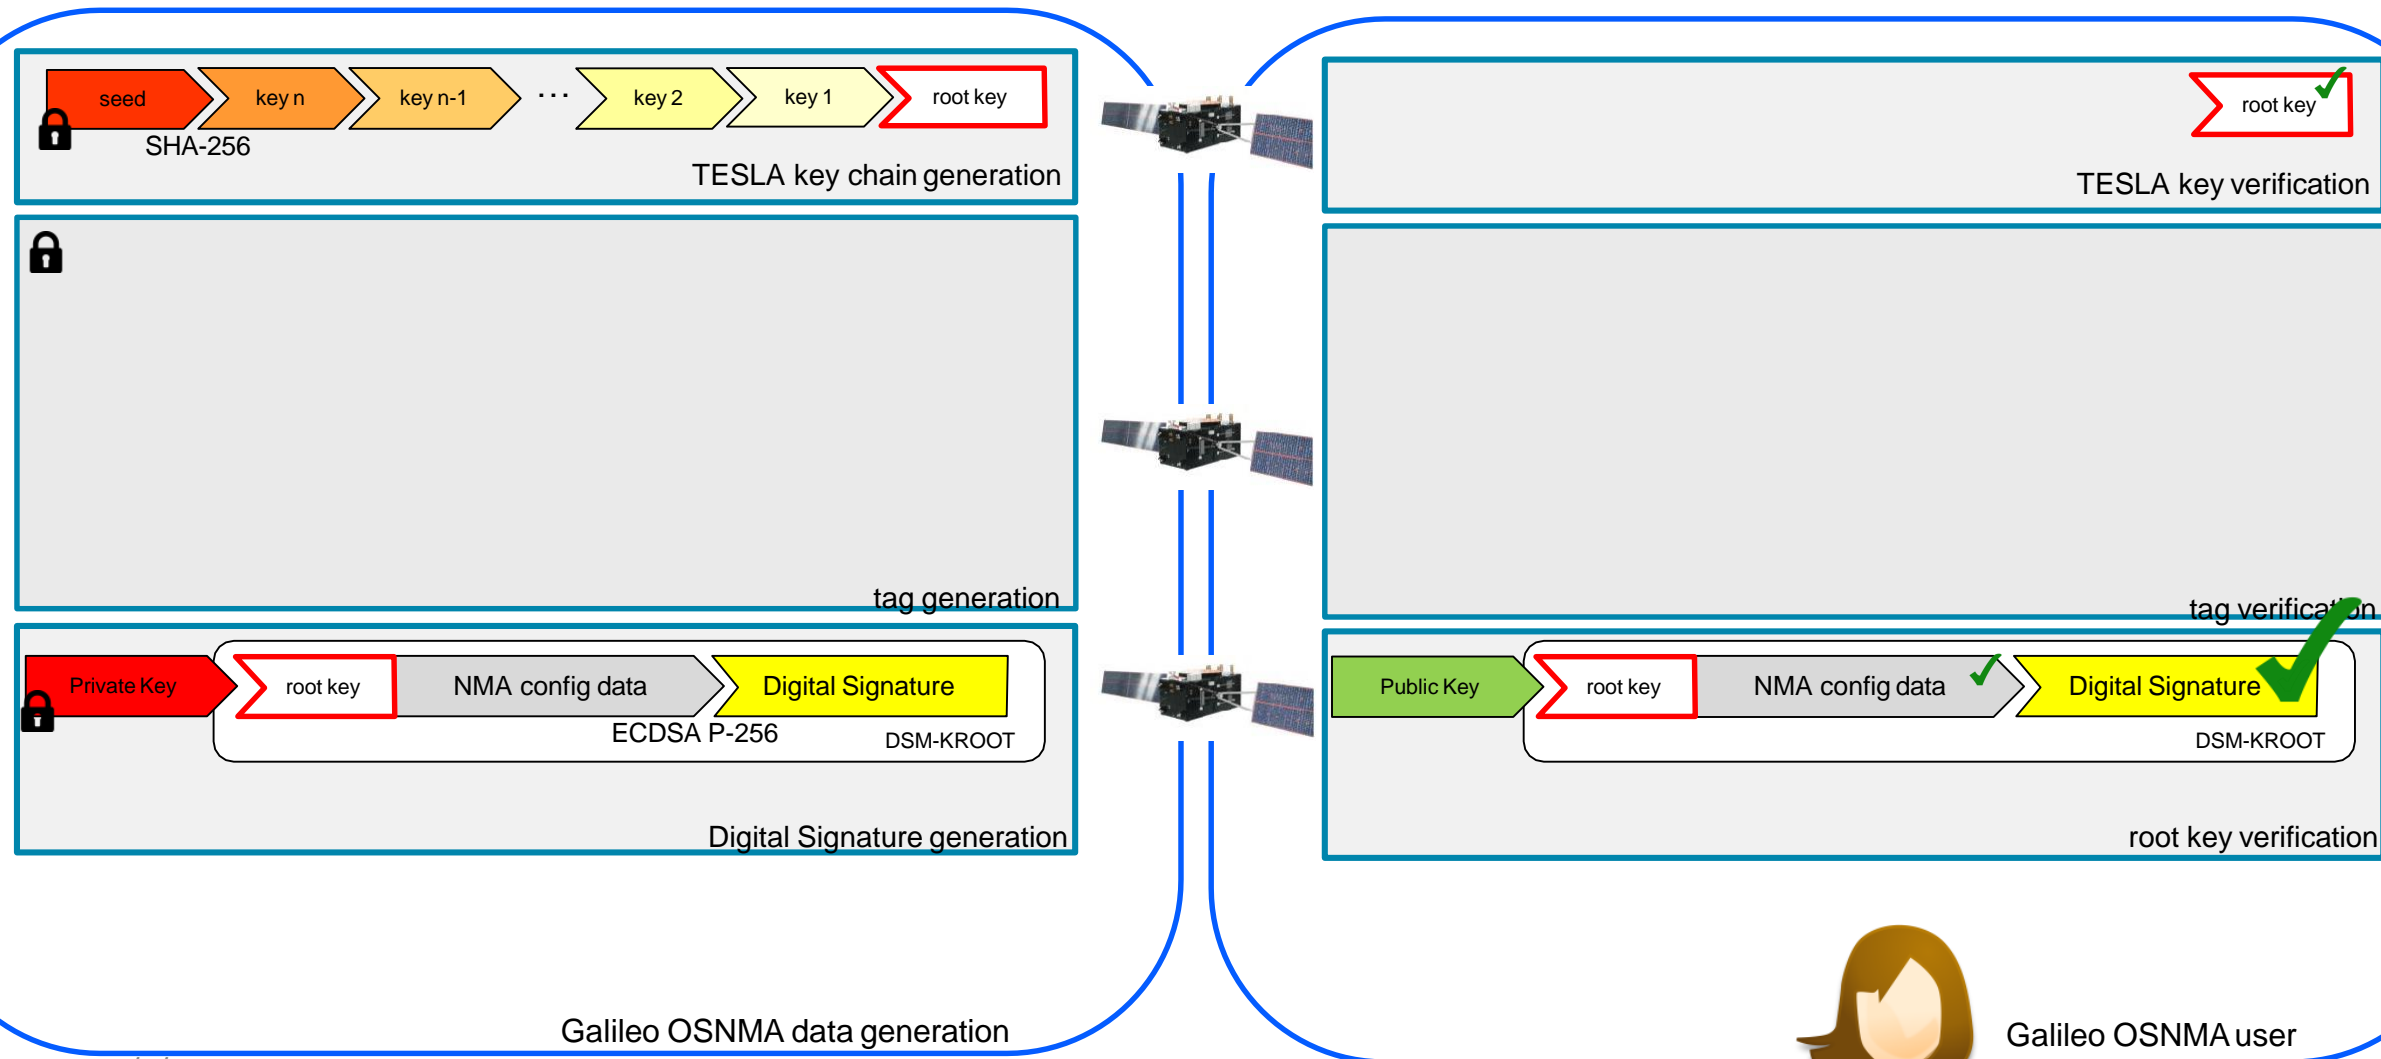 seed key n key n-1 ... key 2 key 1 root key
SHA-256
TESLA key chain generation
root key
TESLA key verification
tag generation
tag verification
Private Key root key NMA config data Digital Signature
ECDSA P-256 DSM-KROOT
Digital Signature generation
Public Key root key NMA config data Digital Signature
DSM-KROOT
root key verification
Galileo OSNMA data generation
Galileo OSNMA user